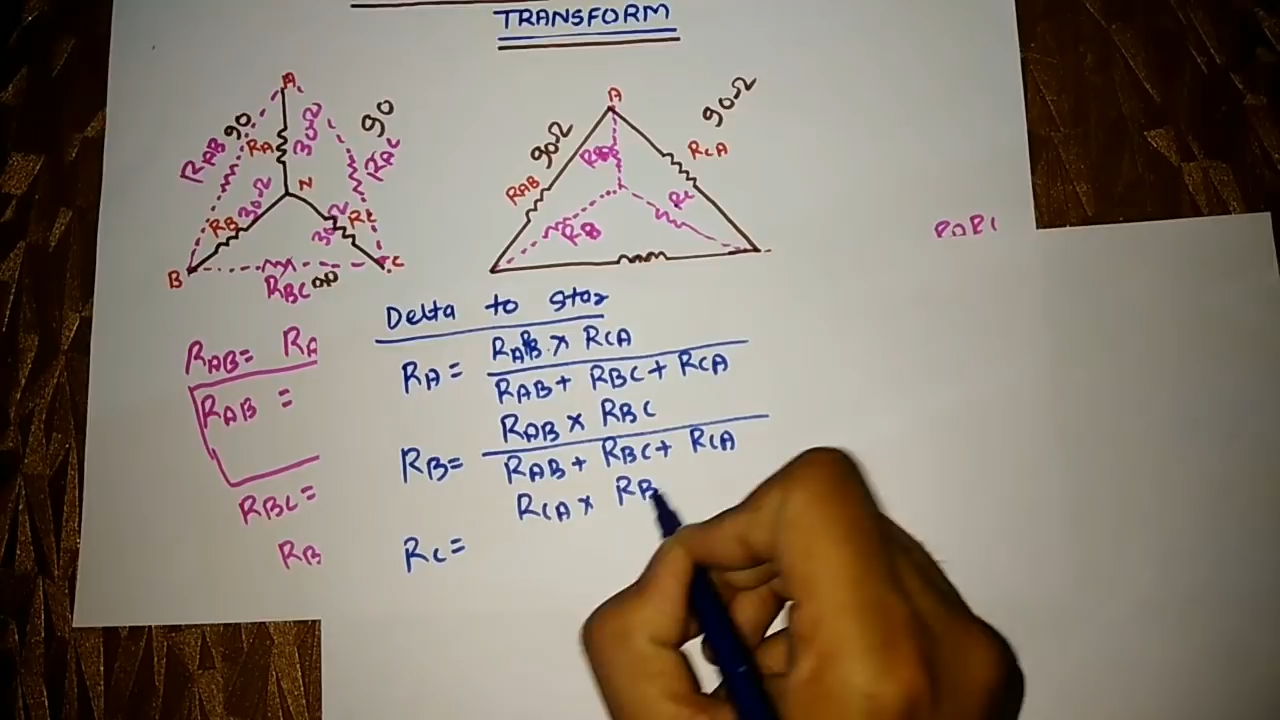 TRANSFORM
A
RAB 90
RA 30Ω
90 RAC
N
RB 30Ω
30Ω RC
B
C
RBC
A
90Ω
90Ω
RAB
RCA
RB
RC
RARC
Delta to Star
RAB = RA
RAB =
RBC =
RB
RA = RAB × RCA
RAB + RBC + RCA
RB = RAB × RBC
RAB + RBC + RCA
RC = RCA × RB